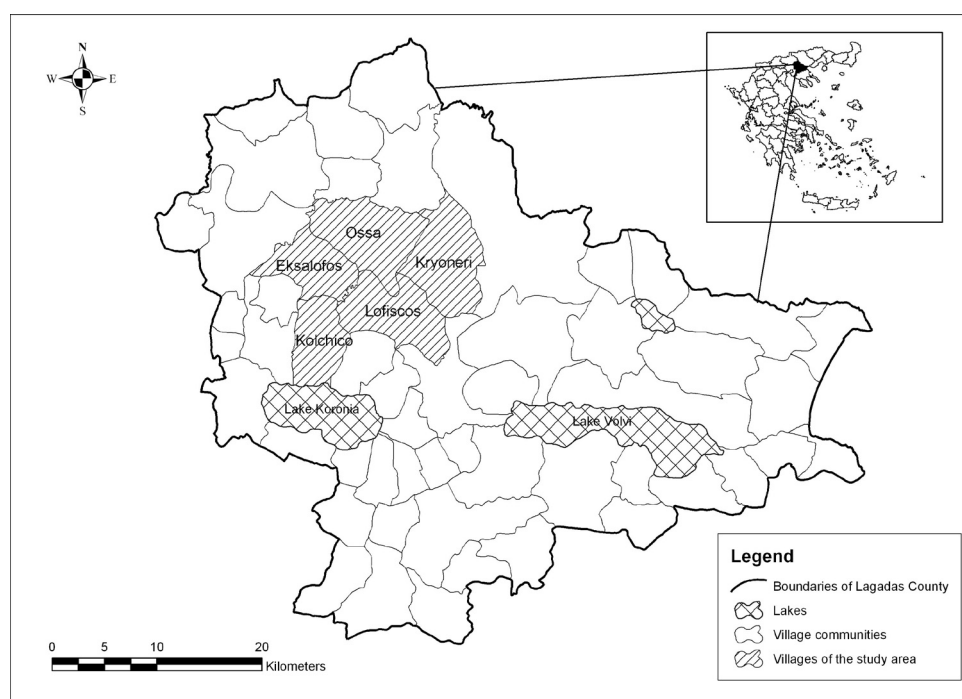 N
W E
S
Ossa
Eksalofos
Kryoneri
Lofiscos
Kolchico
Lake Koronia
Lake Volvi
Legend
Boundaries of Lagadas County
Lakes
Village communities
Villages of the study area
0 5 10 20
Kilometers